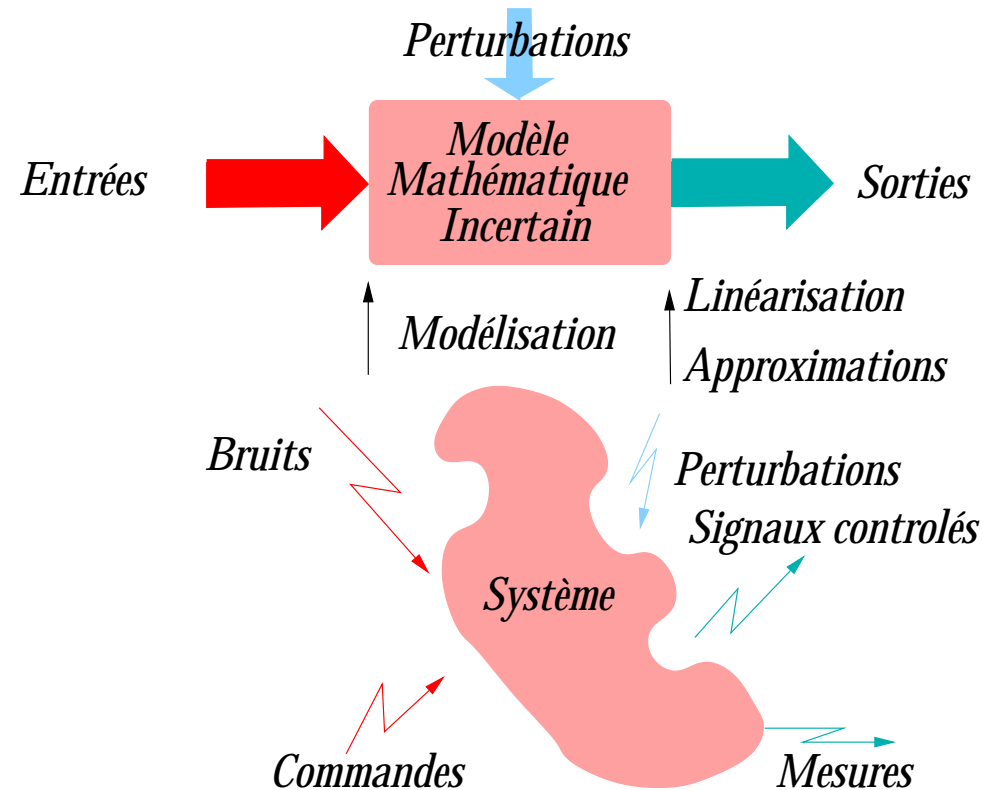 Perturbations
Modèle
Mathématique
Incertain
Entrées
Sorties
Modélisation
Linéarisation
Approximations
Bruits
Perturbations
Signaux controlés
Système
Commandes
Mesures